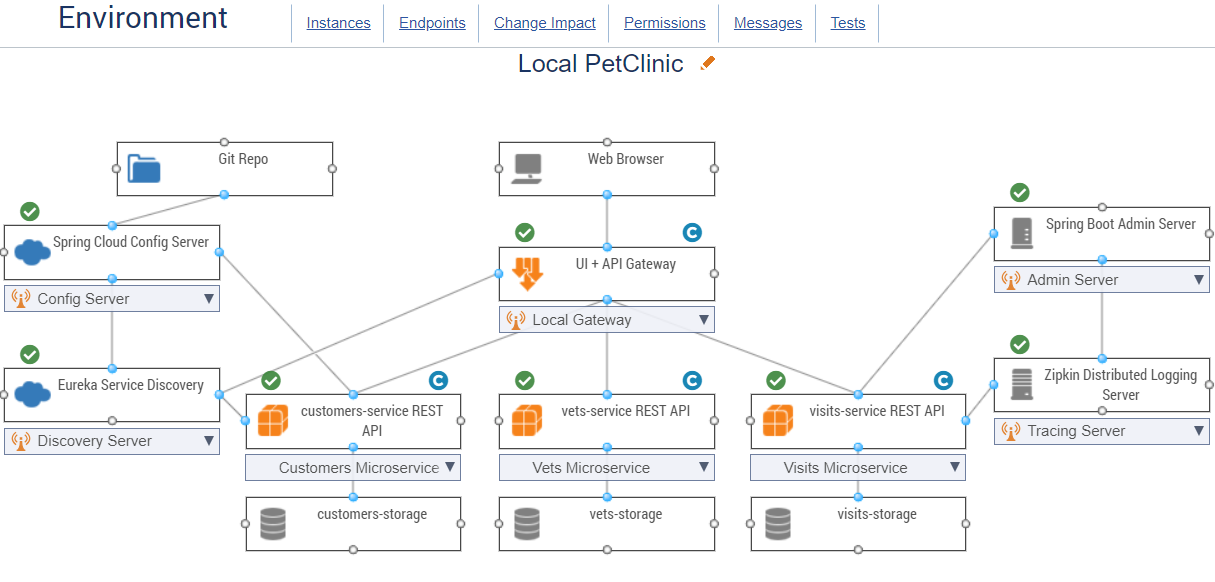 Environment
Instances
Endpoints
Change Impact
Permissions
Messages
Tests
Local PetClinic
Git Repo
Web Browser
Spring Cloud Config Server
Config Server
UI + API Gateway
Local Gateway
Spring Boot Admin Server
Admin Server
Eureka Service Discovery
Discovery Server
Zipkin Distributed Logging
Server
Tracing Server
C
C
C
C
customers-service REST
API
Customers Microservice
vets-service REST API
Vets Microservice
visits-service REST API
Visits Microservice
customers-storage
vets-storage
visits-storage